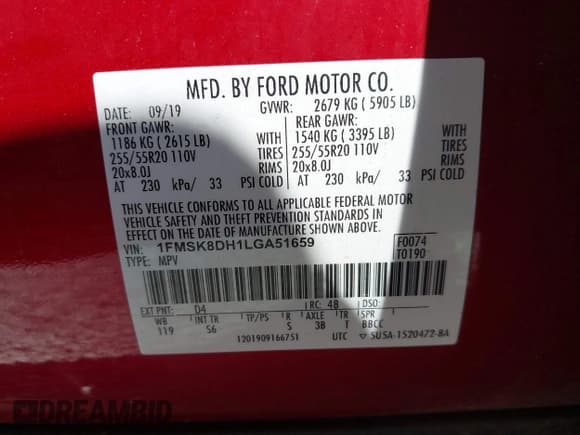 MFD. BY FORD MOTOR CO.
DATE: 09/19 GVWR: 2679 KG ( 5905 LB)
FRONT GAWR: REAR GAWR:
1186 KG ( 2615 LB) WITH 1540 KG ( 3395 LB) WITH
255/55R20 110V TIRES 255/55R20 110V TIRES
20x8.0J RIMS 20x8.0J RIMS
AT 230 kPa/ 33 PSI COLD AT 230 kPa/ 33 PSI COLD
THIS VEHICLE CONFORMS TO ALL APPLICABLE FEDERAL MOTOR
VEHICLE SAFETY AND THEFT PREVENTION STANDARDS IN
EFFECT ON THE DATE OF MANUFACTURE SHOWN ABOVE.
VIN: 1FMSK8DH1LGA51659 F0074
TYPE: MPV T0190
EXT PNT: D4 RC: 48 DSO:
WB INT TR TP/PS R AXLE TR SPR
119 S6 S 3B T BBCC
1201909166751 UTC SU5A-1520472-8A
DREAMBID